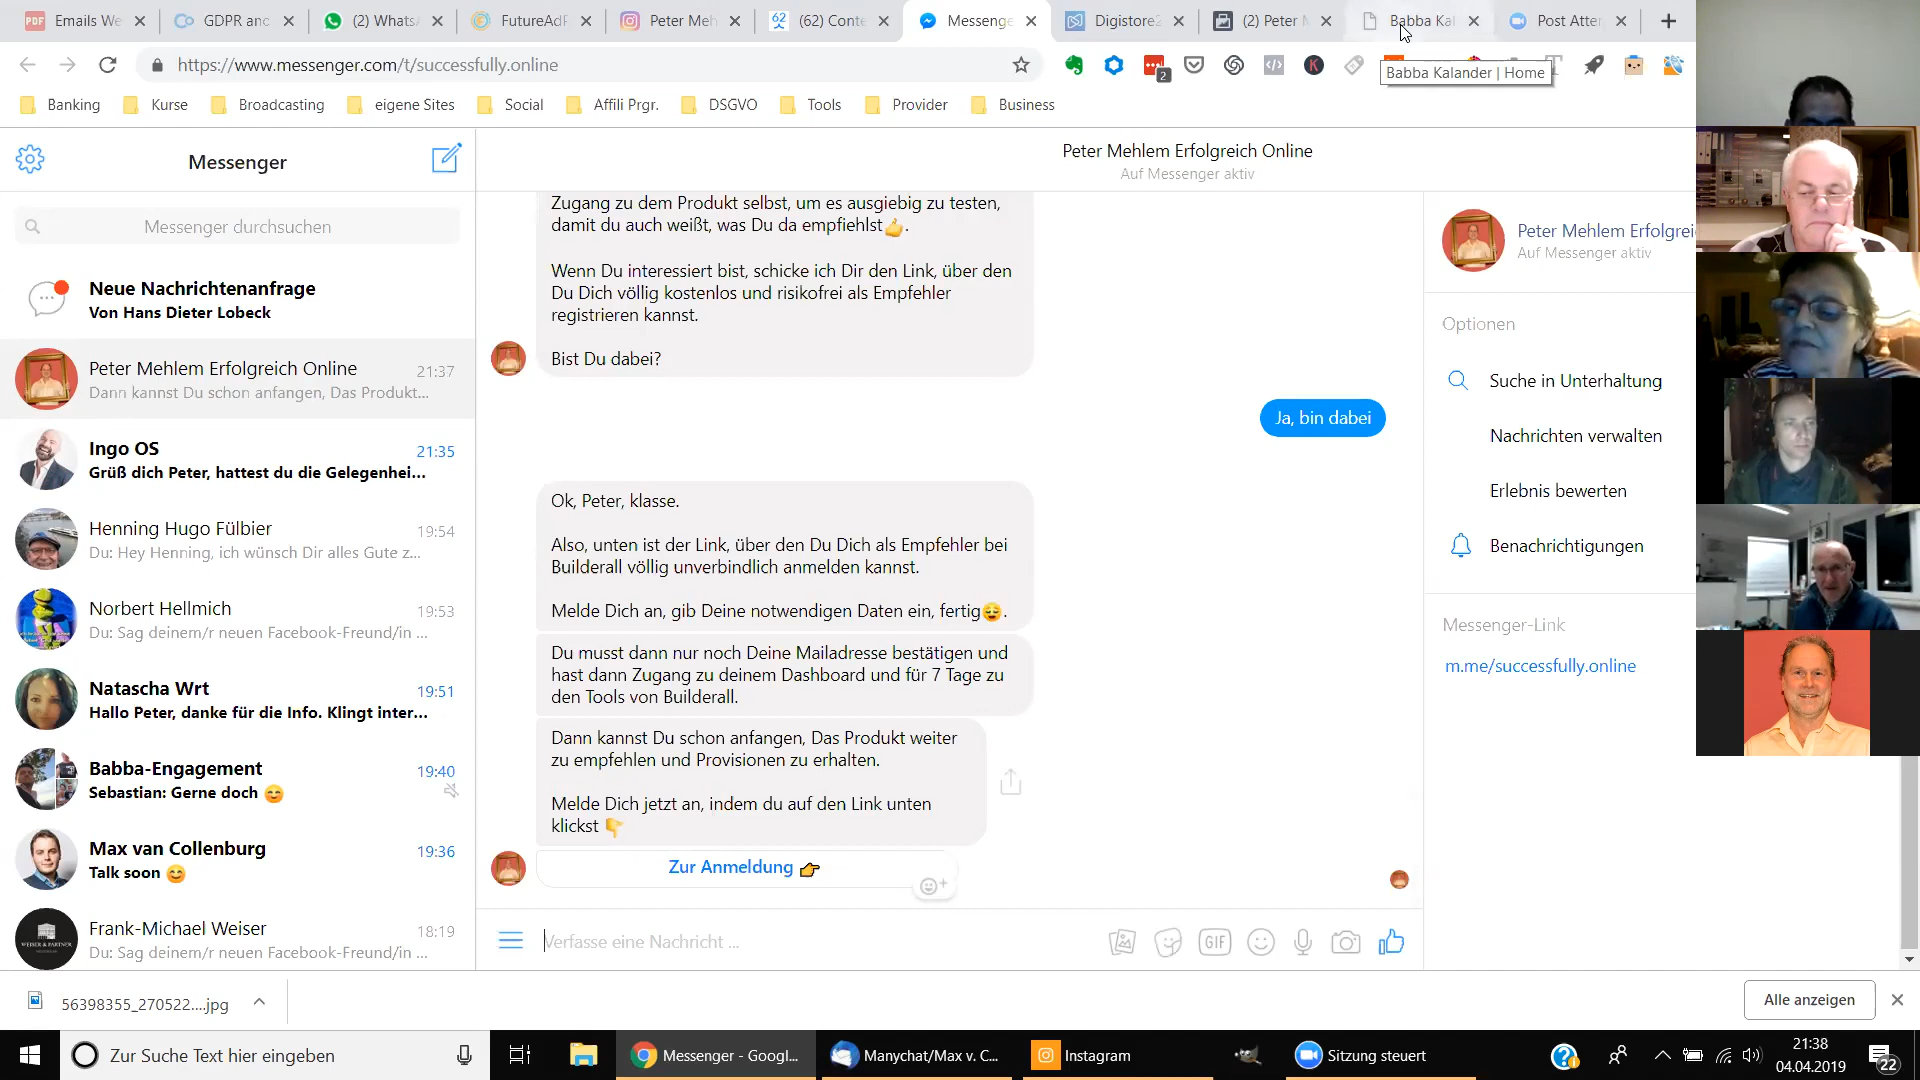 Emails We
GDPR and
(2) Whats
FutureAdP
Peter Meh
(62) Conte
Messenge
Digistore2
(2) Peter M
Babba Kal
Post Atter
https://www.messenger.com/t/successfully.online
2
Babba Kalander | Home
Banking
Kurse
Broadcasting
eigene Sites
Social
Affili Prgr.
DSGVO
Tools
Provider
Business
Messenger
Messenger durchsuchen
Neue Nachrichtenanfrage
Von Hans Dieter Lobeck
Peter Mehlem Erfolgreich Online
21:37
Dann kannst Du schon anfangen, Das Produkt...
Ingo OS
21:35
Grüß dich Peter, hattest du die Gelegenhei...
Henning Hugo Fülbier
19:54
Du: Hey Henning, ich wünsch Dir alles Gute z...
Norbert Hellmich
19:53
Du: Sag deinem/r neuen Facebook-Freund/in ...
Natascha Wrt
19:51
Hallo Peter, danke für die Info. Klingt inter...
Babba-Engagement
19:40
Sebastian: Gerne doch 😊
Max van Collenburg
19:36
Talk soon 😊
Frank-Michael Weiser
18:19
Du: Sag deinem/r neuen Facebook-Freund/in ...
WEISER & PARTNER
Peter Mehlem Erfolgreich Online
Auf Messenger aktiv
Zugang zu dem Produkt selbst, um es ausgiebig zu testen,
damit du auch weißt, was Du da empfiehlst👍.
Wenn Du interessiert bist, schicke ich Dir den Link, über den
Du Dich völlig kostenlos und risikofrei als Empfehler
registrieren kannst.
Bist Du dabei?
Ja, bin dabei
Ok, Peter, klasse.
Also, unten ist der Link, über den Du Dich als Empfehler bei
Builderall völlig unverbindlich anmelden kannst.
Melde Dich an, gib Deine notwendigen Daten ein, fertig😌.
Du musst dann nur noch Deine Mailadresse bestätigen und
hast dann Zugang zu deinem Dashboard und für 7 Tage zu
den Tools von Builderall.
Dann kannst Du schon anfangen, Das Produkt weiter
zu empfehlen und Provisionen zu erhalten.
Melde Dich jetzt an, indem du auf den Link unten
klickst 👇
Zur Anmeldung 👉
Verfasse eine Nachricht ...
GIF
Peter Mehlem Erfolgrei
Auf Messenger aktiv
Optionen
Suche in Unterhaltung
Nachrichten verwalten
Erlebnis bewerten
Benachrichtigungen
Messenger-Link
m.me/successfully.online
56398355_270522....jpg
Alle anzeigen
Zur Suche Text hier eingeben
Messenger - Googl...
Manychat/Max v. C...
Instagram
Sitzung steuert
21:38
04.04.2019
22